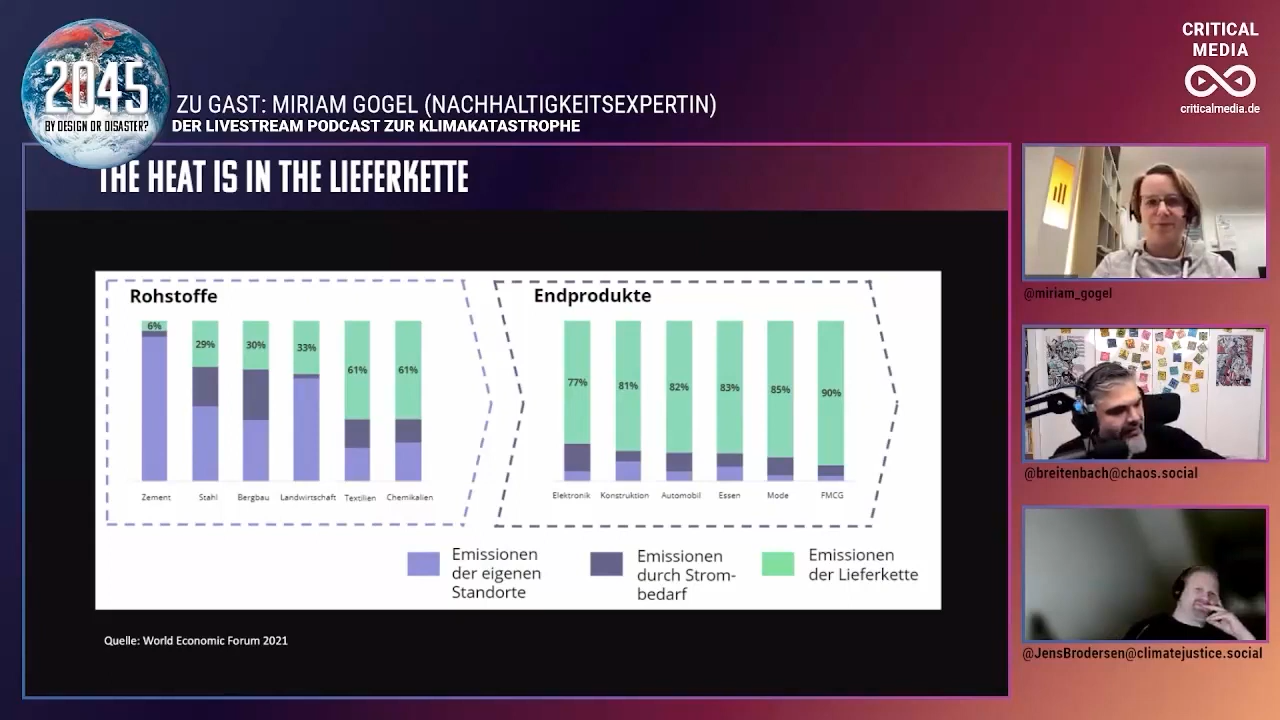 2045
BY DESIGN OR DISASTER?
ZU GAST: MIRIAM GOGEL (NACHHALTIGKEITSEXPERTIN)
DER LIVESTREAM PODCAST ZUR KLIMAKATASTROPHE
CRITICAL
MEDIA
criticalmedia.de
THE HEAT IS IN THE LIEFERKETTE
Rohstoffe
6%
29%
30%
33%
61%
61%
Zement
Stahl
Bergbau
Landwirtschaft
Textilien
Chemikalien
Endprodukte
77%
81%
82%
83%
85%
90%
Elektronik
Konstruktion
Automobil
Essen
Mode
FMCG
Emissionen
der eigenen
Standorte
Emissionen
durch Strom-
bedarf
Emissionen
der Lieferkette
Quelle: World Economic Forum 2021
@miriam_gogel
@breitenbach@chaos.social
@JensBrodersen@climatejustice.social